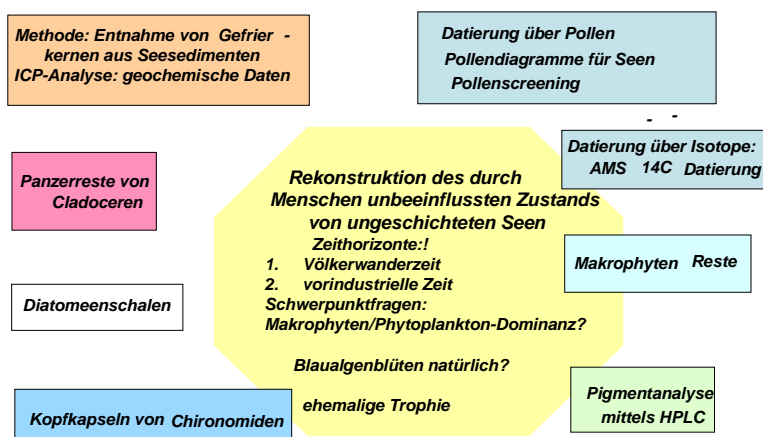 Methode: Entnahme von Gefrier -
kernen aus Seesedimenten
ICP-Analyse: geochemische Daten
Datierung über Pollen
Pollendiagramme für Seen
Pollenscreening
- -
Datierung über Isotope:
AMS 14C Datierung
Panzerreste von
Cladoceren
Rekonstruktion des durch
Menschen unbeeinflussten Zustands
von ungeschichteten Seen
Zeithorizonte:!
1. Völkerwanderzeit
2. vorindustrielle Zeit
Schwerpunktfragen:
Makrophyten/Phytoplankton-Dominanz?
Blaualgenblüten natürlich?
ehemalige Trophie
Makrophyten Reste
Diatomeenschalen
Kopfkapseln von Chironomiden
Pigmentanalyse
mittels HPLC